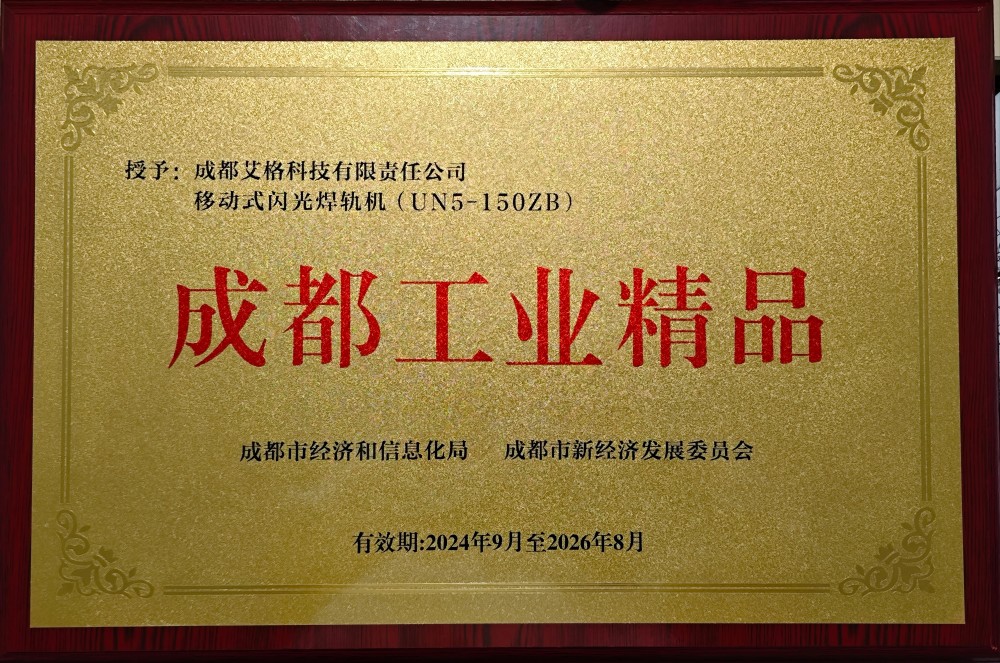 授予：成都艾格科技有限责任公司
移动式闪光焊轨机（UN5-150ZB）
成都工业精品
成都市经济和信息化局 成都市新经济发展委员会
有效期:2024年9月至2026年8月